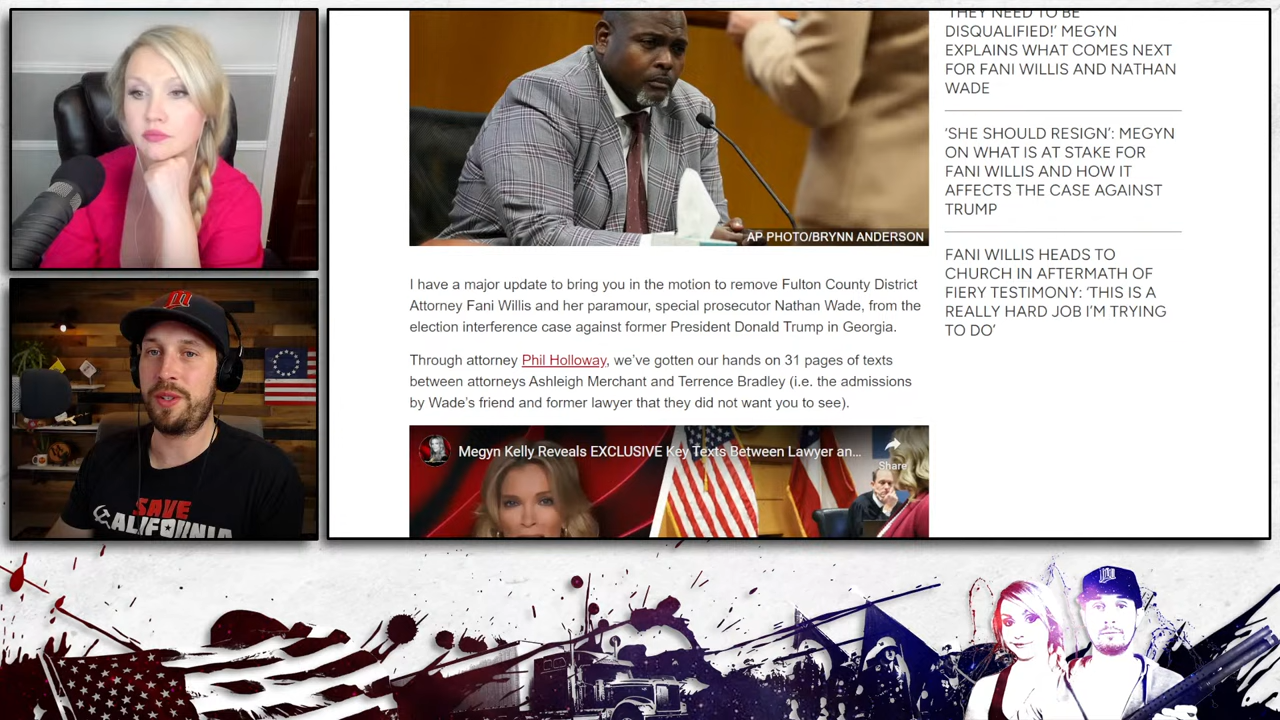 AP PHOTO/BRYNN ANDERSON
I have a major update to bring you in the motion to remove Fulton County District
Attorney Fani Willis and her paramour, special prosecutor Nathan Wade, from the
election interference case against former President Donald Trump in Georgia.
Through attorney Phil Holloway, we’ve gotten our hands on 31 pages of texts
between attorneys Ashleigh Merchant and Terrence Bradley (i.e. the admissions
by Wade’s friend and former lawyer that they did not want you to see).
Megyn Kelly Reveals EXCLUSIVE Key Texts Between Lawyer an...
Share
‘THEY NEED TO BE
DISQUALIFIED!’ MEGYN
EXPLAINS WHAT COMES NEXT
FOR FANI WILLIS AND NATHAN
WADE
‘SHE SHOULD RESIGN’: MEGYN
ON WHAT IS AT STAKE FOR
FANI WILLIS AND HOW IT
AFFECTS THE CASE AGAINST
TRUMP
FANI WILLIS HEADS TO
CHURCH IN AFTERMATH OF
FIERY TESTIMONY: ‘THIS IS A
REALLY HARD JOB I’M TRYING
TO DO’
SAVE
CALIFORNIA